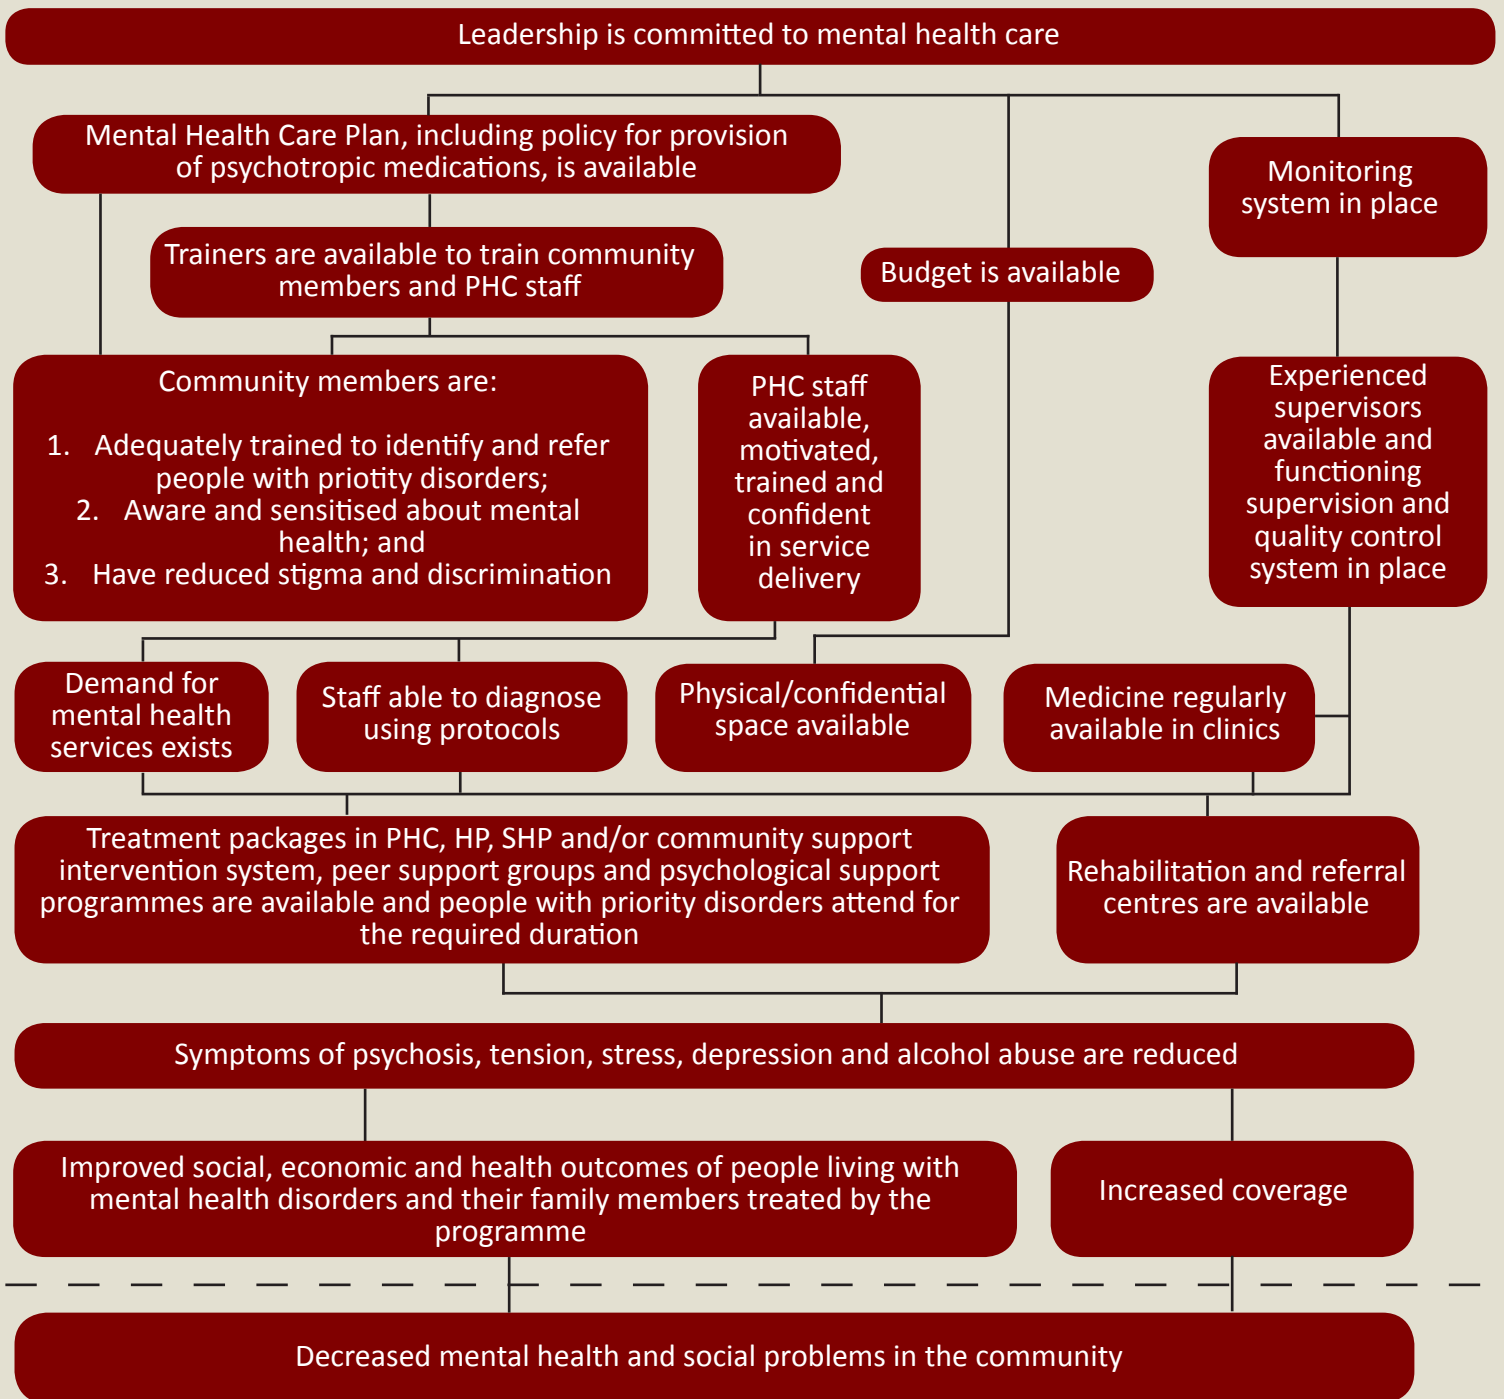 Leadership is committed to mental health care
Mental Health Care Plan, including policy for provision
of psychotropic medications, is available
Monitoring
system in place
Trainers are available to train community
members and PHC staff
Budget is available
Community members are:
1. Adequately trained to identify and refer
people with priotity disorders;
2. Aware and sensitised about mental
health; and
3. Have reduced stigma and discrimination
PHC staff
available,
motivated,
trained and
confident
in service
delivery
Experienced
supervisors
available and
functioning
supervision and
quality control
system in place
Demand for
mental health
services exists
Staff able to diagnose
using protocols
Physical/confidential
space available
Medicine regularly
available in clinics
Treatment packages in PHC, HP, SHP and/or community support
intervention system, peer support groups and psychological support
programmes are available and people with priority disorders attend for
the required duration
Rehabilitation and referral
centres are available
Symptoms of psychosis, tension, stress, depression and alcohol abuse are reduced
Improved social, economic and health outcomes of people living with
mental health disorders and their family members treated by the
programme
Increased coverage
Decreased mental health and social problems in the community